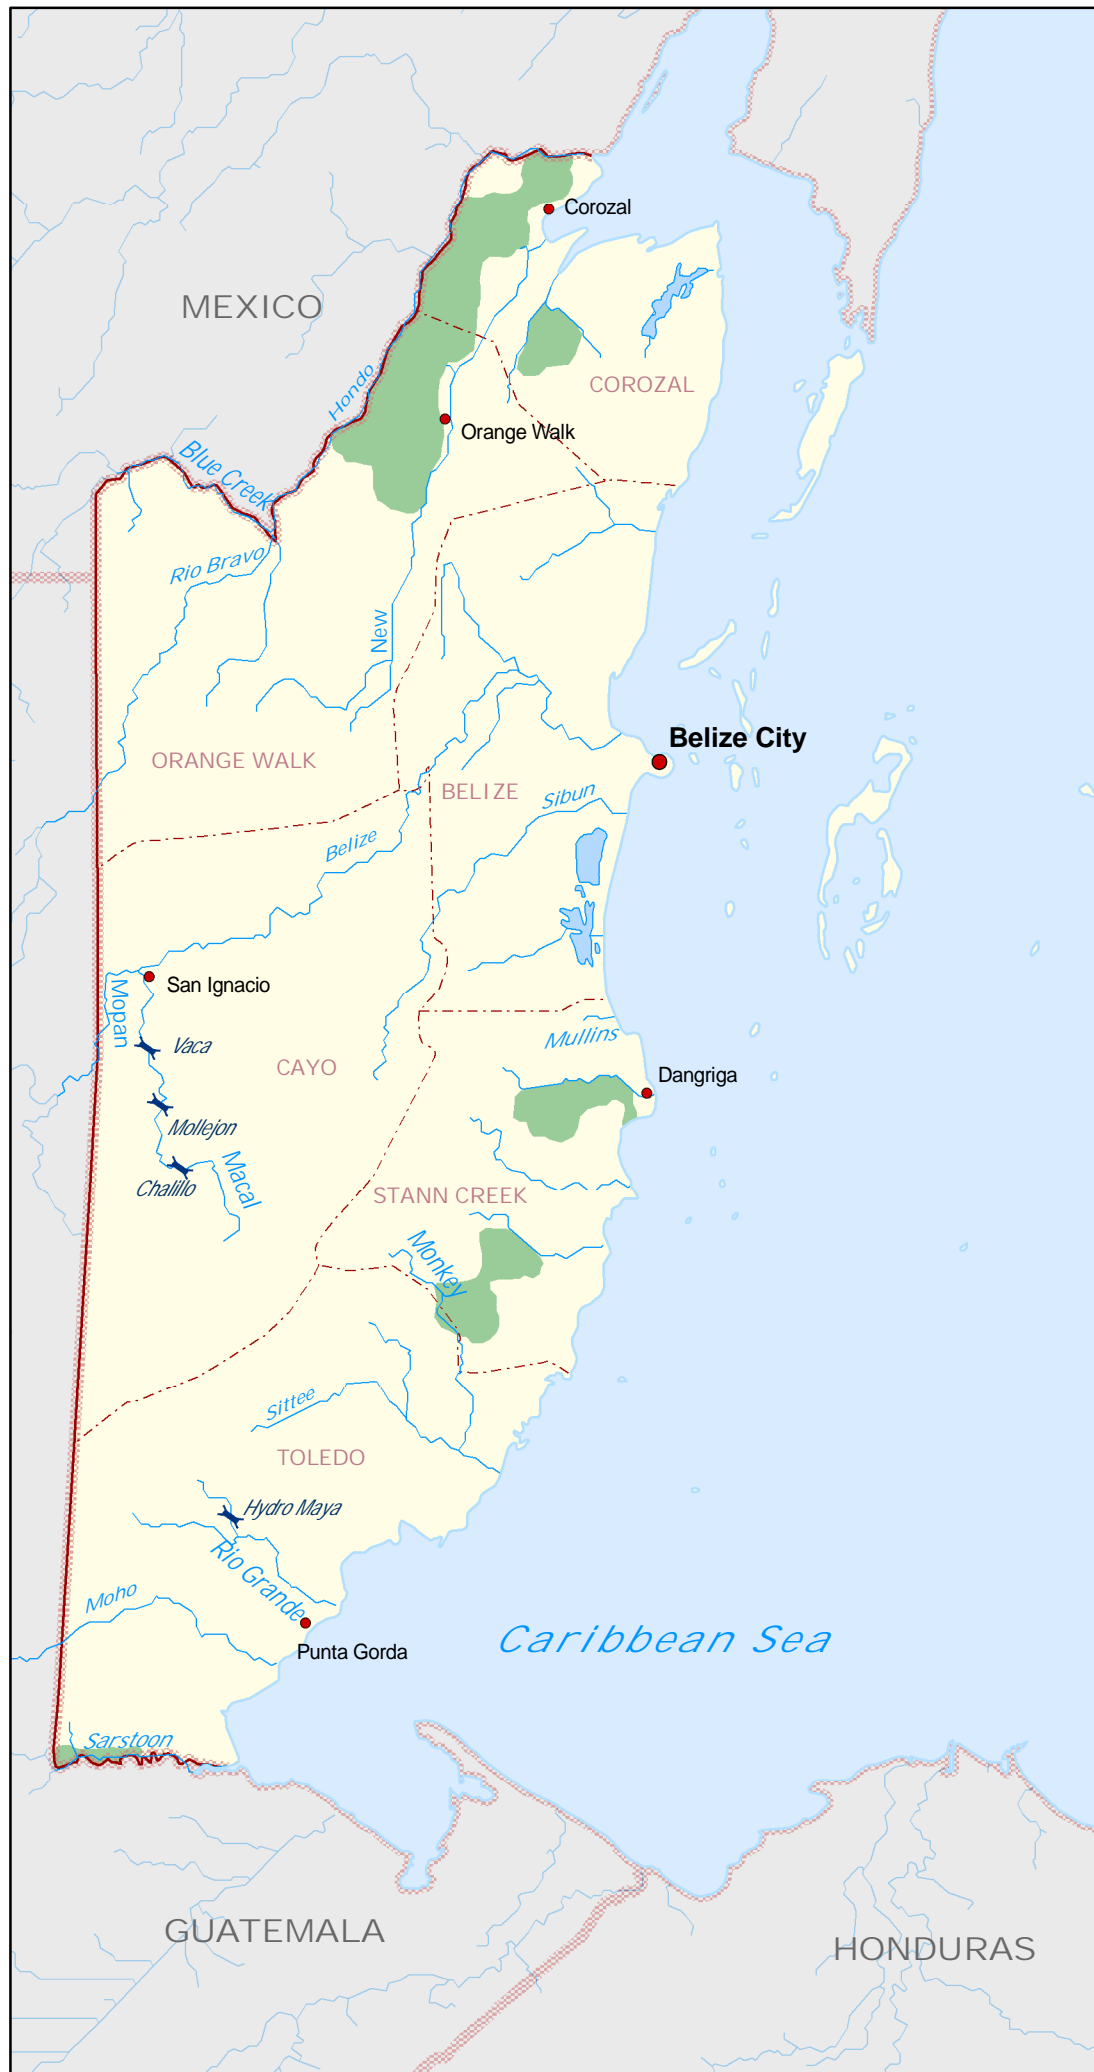 Corozal
MEXICO
COROZAL
Hondo
Orange Walk
Blue Creek
Rio Bravo
New
Belize City
ORANGE WALK
BELIZE
Sibun
Belize
San Ignacio
Mopan
Mullins
Vaca
CAYO
Dangriga
Mollejon
Macal
Chalillo
STANN CREEK
Monkey
Sittee
TOLEDO
Hydro Maya
Rio Grande
Moho
Caribbean Sea
Punta Gorda
Sarstoon
GUATEMALA
HONDURAS